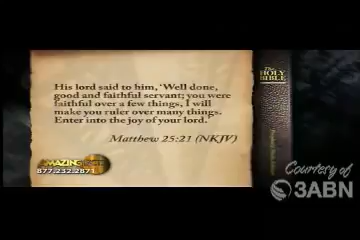 His lord said to him, 'Well done,
good and faithful servant; you were
faithful over a few things, I will
make you ruler over many things.
Enter into the joy of your lord.'
Matthew 25:21 (NKJV)
The
HOLY
BIBLE
AMAZING
877.232.2871
Courtesy of
3ABN